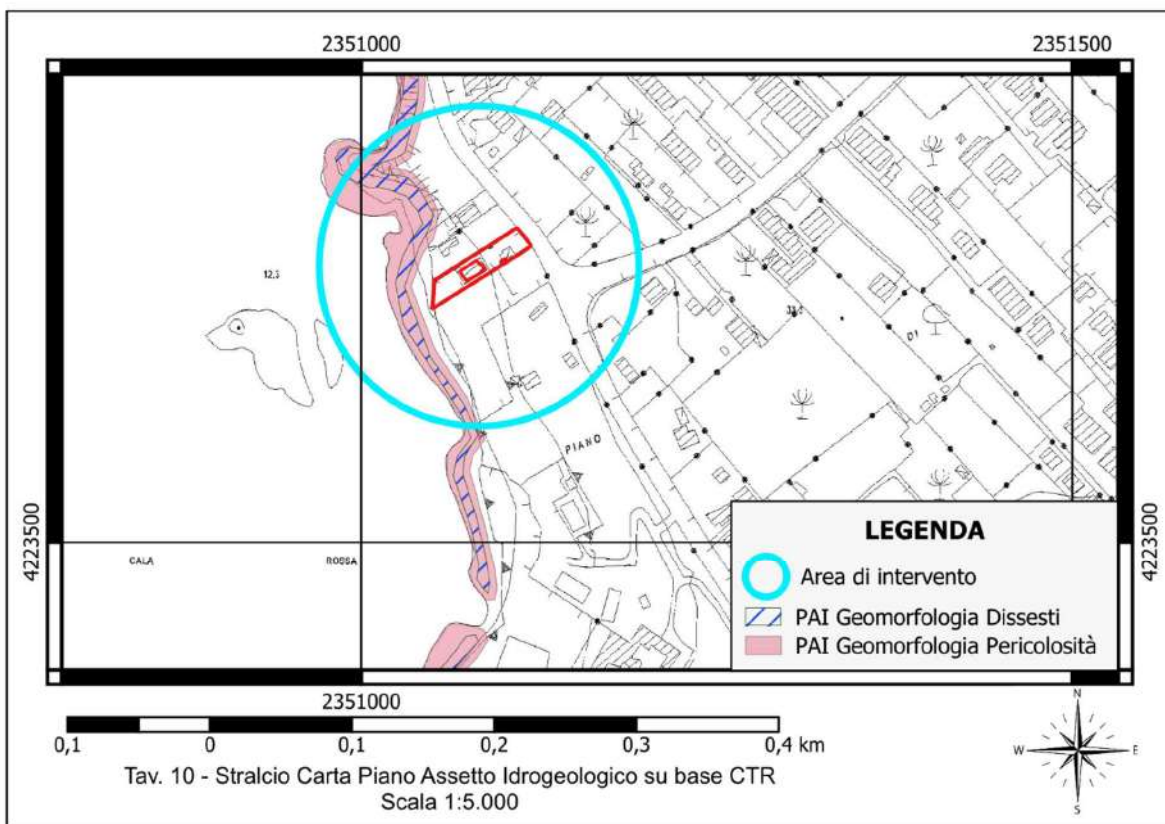 2351000 2351500
12,3
DI
PIANO
4223500 4223500
CALA ROSSA
LEGENDA
Area di intervento
PAI Geomorfologia Dissesti
PAI Geomorfologia Pericolosità
2351000
0,1 0 0,1 0,2 0,3 0,4 km
Tav. 10 - Stralcio Carta Piano Assetto Idrogeologico su base CTR
Scala 1:5.000
N
W E
S